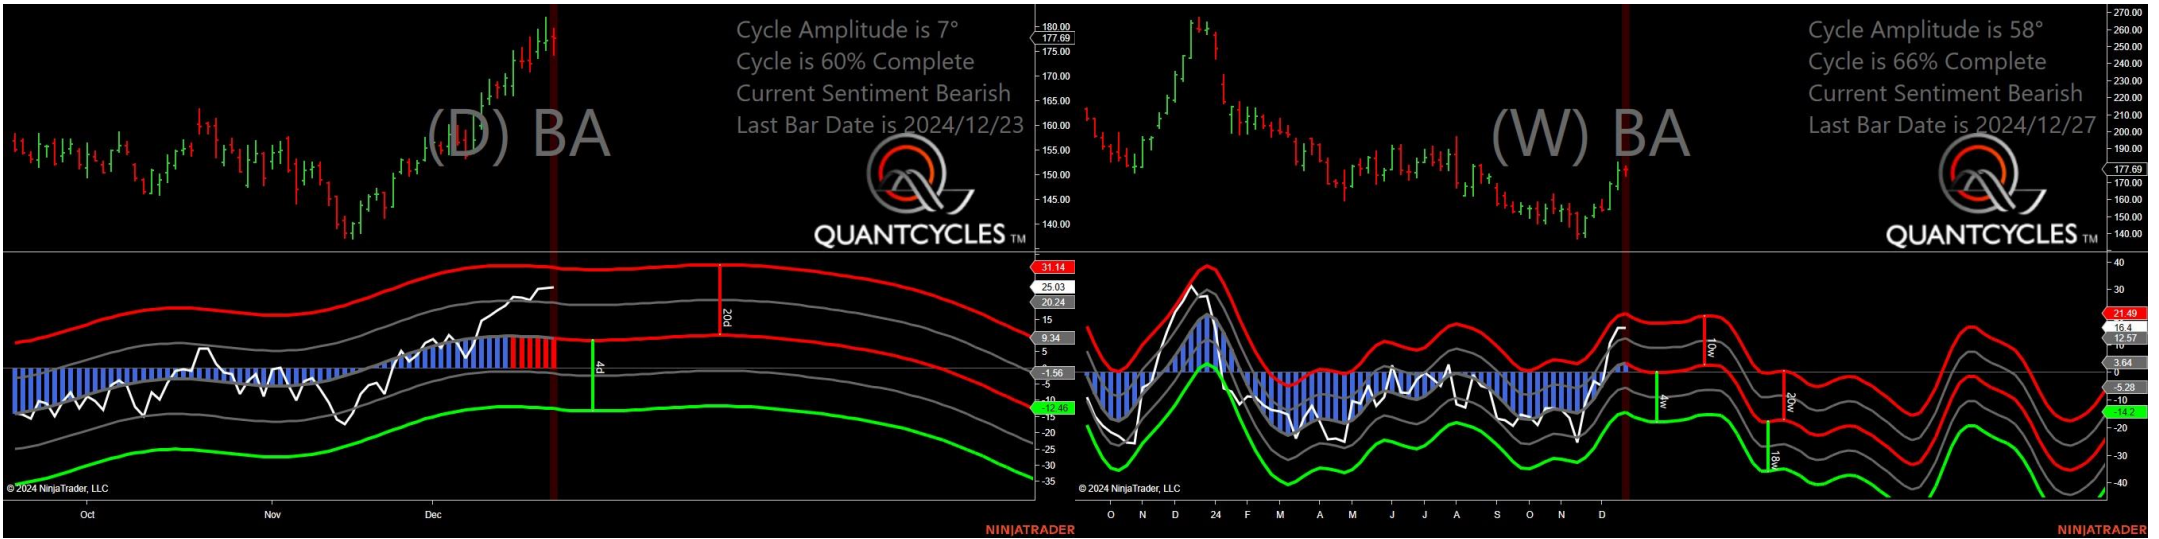 Cycle Amplitude is 7°
Cycle is 60% Complete
Current Sentiment Bearish
Last Bar Date is 2024/12/23
(D) BA
QUANTCYCLES TM
180.00
177.69
175.00
170.00
165.00
160.00
155.00
150.00
145.00
140.00
31.14
25.03
20.24
15
9.34
5
-1.56
-5
-10
-12.46
-15
-20
-25
-30
-35
20d
4d
© 2024 NinjaTrader, LLC
Oct Nov Dec
NINJATRADER
Cycle Amplitude is 58°
Cycle is 66% Complete
Current Sentiment Bearish
Last Bar Date is 2024/12/27
(W) BA
QUANTCYCLES TM
270.00
260.00
250.00
240.00
230.00
220.00
210.00
200.00
190.00
177.69
170.00
160.00
150.00
140.00
40
30
21.49
16.4
12.57
10
3.64
0
-5.28
-10
-14.2
-20
-30
-40
10w
4w
20w
18w
© 2024 NinjaTrader, LLC
O N D 24 F M A M J J A S O N D
NINJATRADER